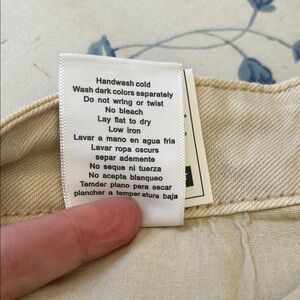 Handwash cold
Wash dark colors separately
Do not wring or twist
No bleach
Lay flat to dry
Low iron
Lavar a mano en agua fria
Lavar ropa oscurs
separ ademente
No seque ni tuerza
No acepta blanqueo
Temder plano para secar
planchar a temperatura baja